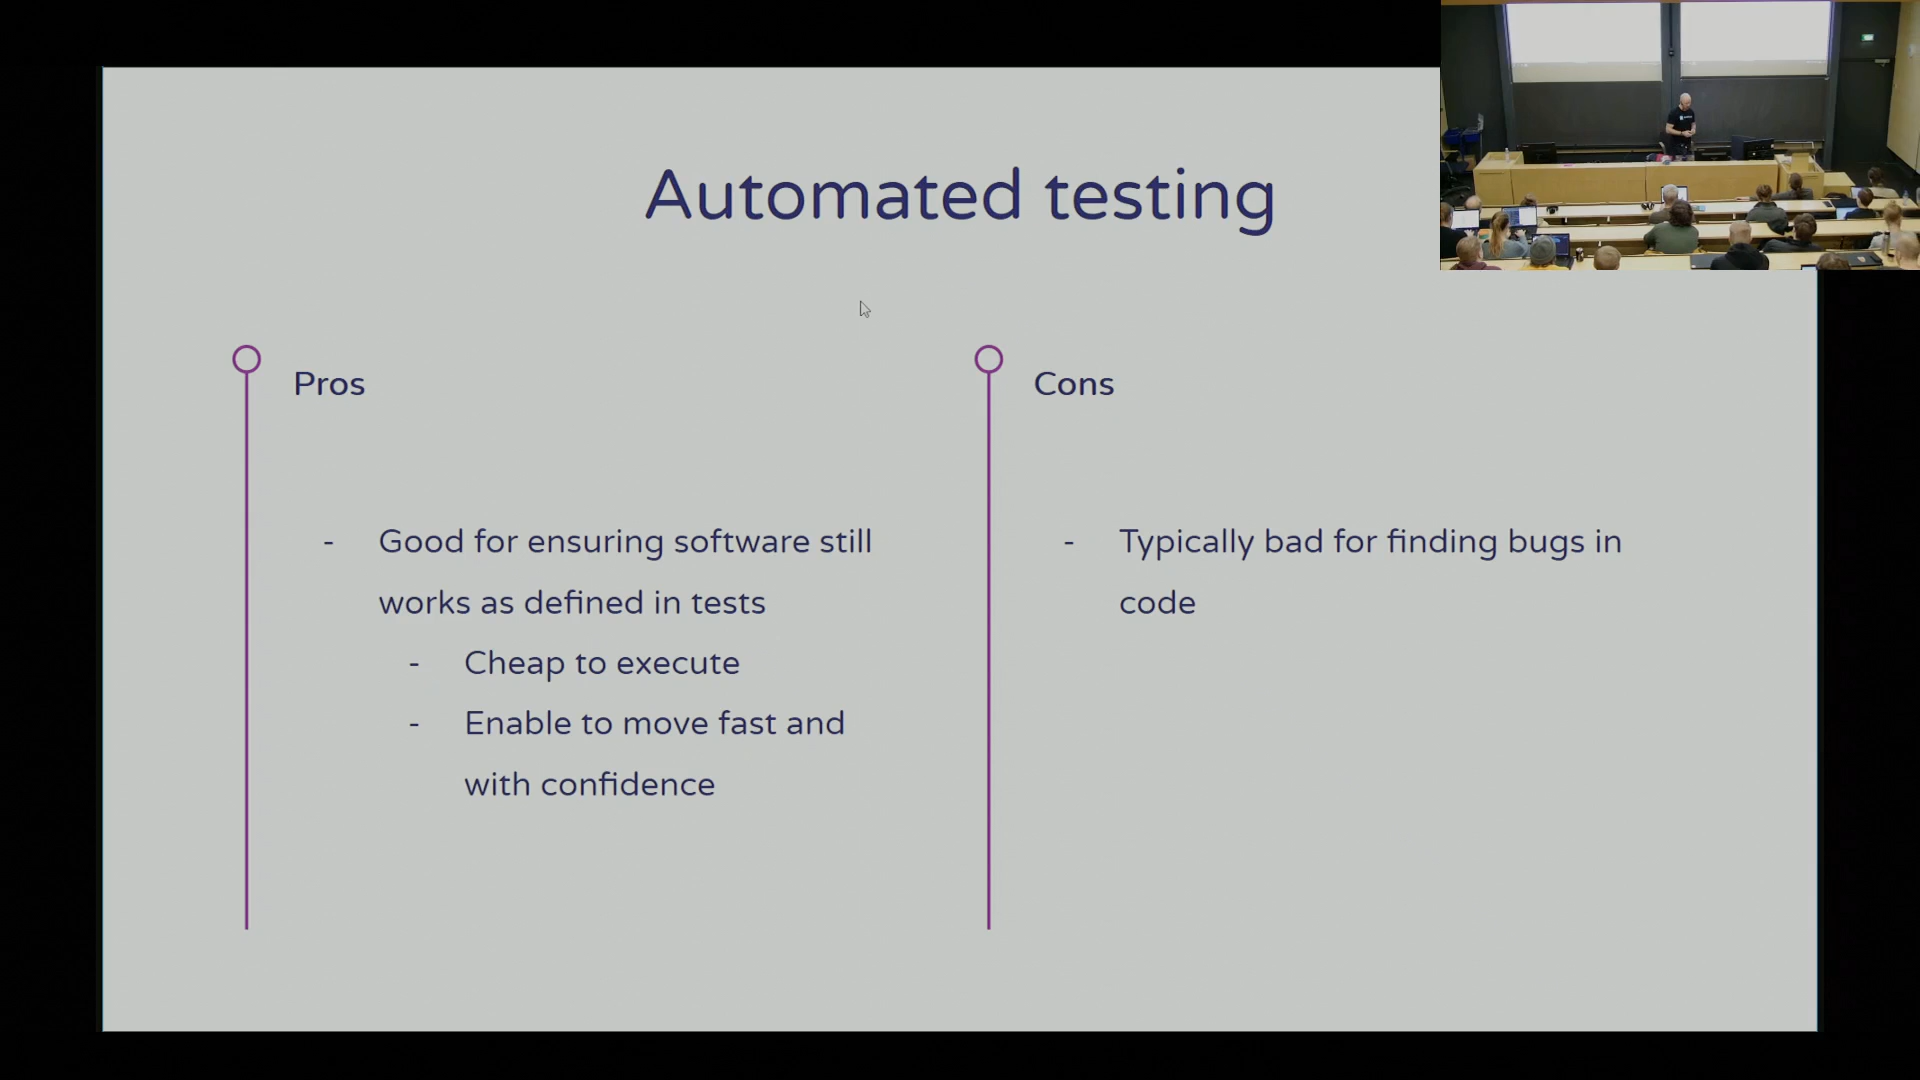 Automated testing
Pros
- Good for ensuring software still
works as defined in tests
- Cheap to execute
- Enable to move fast and
with confidence
Cons
- Typically bad for finding bugs in
code